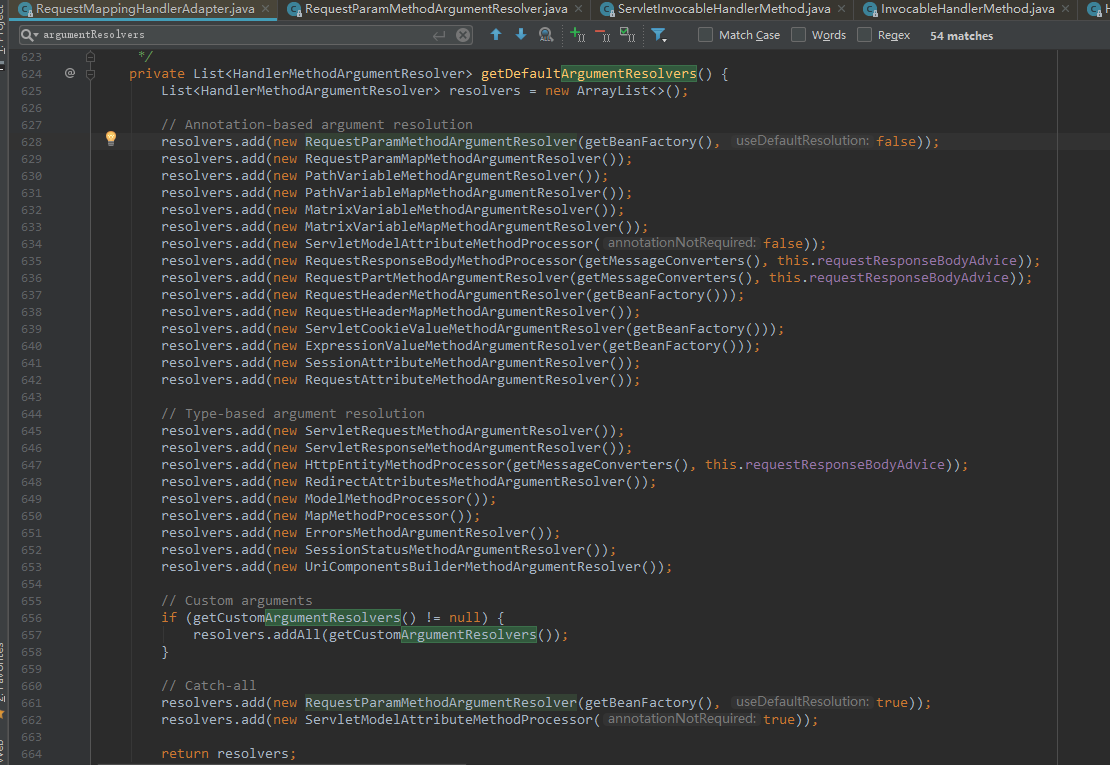 RequestMappingHandlerAdapter.java × RequestParamMethodArgumentResolver.java × ServletInvocableHandlerMethod.java × InvocableHandlerMethod.java × H
argumentResolvers Match Case Words Regex 54 matches
623 */
624 @ private List<HandlerMethodArgumentResolver> getDefaultArgumentResolvers() {
625 List<HandlerMethodArgumentResolver> resolvers = new ArrayList<>();
626
627 // Annotation-based argument resolution
628 resolvers.add(new RequestParamMethodArgumentResolver(getBeanFactory(), useDefaultResolution: false));
629 resolvers.add(new RequestParamMapMethodArgumentResolver());
630 resolvers.add(new PathVariableMethodArgumentResolver());
631 resolvers.add(new PathVariableMapMethodArgumentResolver());
632 resolvers.add(new MatrixVariableMethodArgumentResolver());
633 resolvers.add(new MatrixVariableMapMethodArgumentResolver());
634 resolvers.add(new ServletModelAttributeMethodProcessor( annotationNotRequired: false));
635 resolvers.add(new RequestResponseBodyMethodProcessor(getMessageConverters(), this.requestResponseBodyAdvice));
636 resolvers.add(new RequestPartMethodArgumentResolver(getMessageConverters(), this.requestResponseBodyAdvice));
637 resolvers.add(new RequestHeaderMethodArgumentResolver(getBeanFactory()));
638 resolvers.add(new RequestHeaderMapMethodArgumentResolver());
639 resolvers.add(new ServletCookieValueMethodArgumentResolver(getBeanFactory()));
640 resolvers.add(new ExpressionValueMethodArgumentResolver(getBeanFactory()));
641 resolvers.add(new SessionAttributeMethodArgumentResolver());
642 resolvers.add(new RequestAttributeMethodArgumentResolver());
643
644 // Type-based argument resolution
645 resolvers.add(new ServletRequestMethodArgumentResolver());
646 resolvers.add(new ServletResponseMethodArgumentResolver());
647 resolvers.add(new HttpEntityMethodProcessor(getMessageConverters(), this.requestResponseBodyAdvice));
648 resolvers.add(new RedirectAttributesMethodArgumentResolver());
649 resolvers.add(new ModelMethodProcessor());
650 resolvers.add(new MapMethodProcessor());
651 resolvers.add(new ErrorsMethodArgumentResolver());
652 resolvers.add(new SessionStatusMethodArgumentResolver());
653 resolvers.add(new UriComponentsBuilderMethodArgumentResolver());
654
655 // Custom arguments
656 if (getCustomArgumentResolvers() != null) {
657 resolvers.addAll(getCustomArgumentResolvers());
658 }
659
660 // Catch-all
661 resolvers.add(new RequestParamMethodArgumentResolver(getBeanFactory(), useDefaultResolution: true));
662 resolvers.add(new ServletModelAttributeMethodProcessor( annotationNotRequired: true));
663
664 return resolvers;